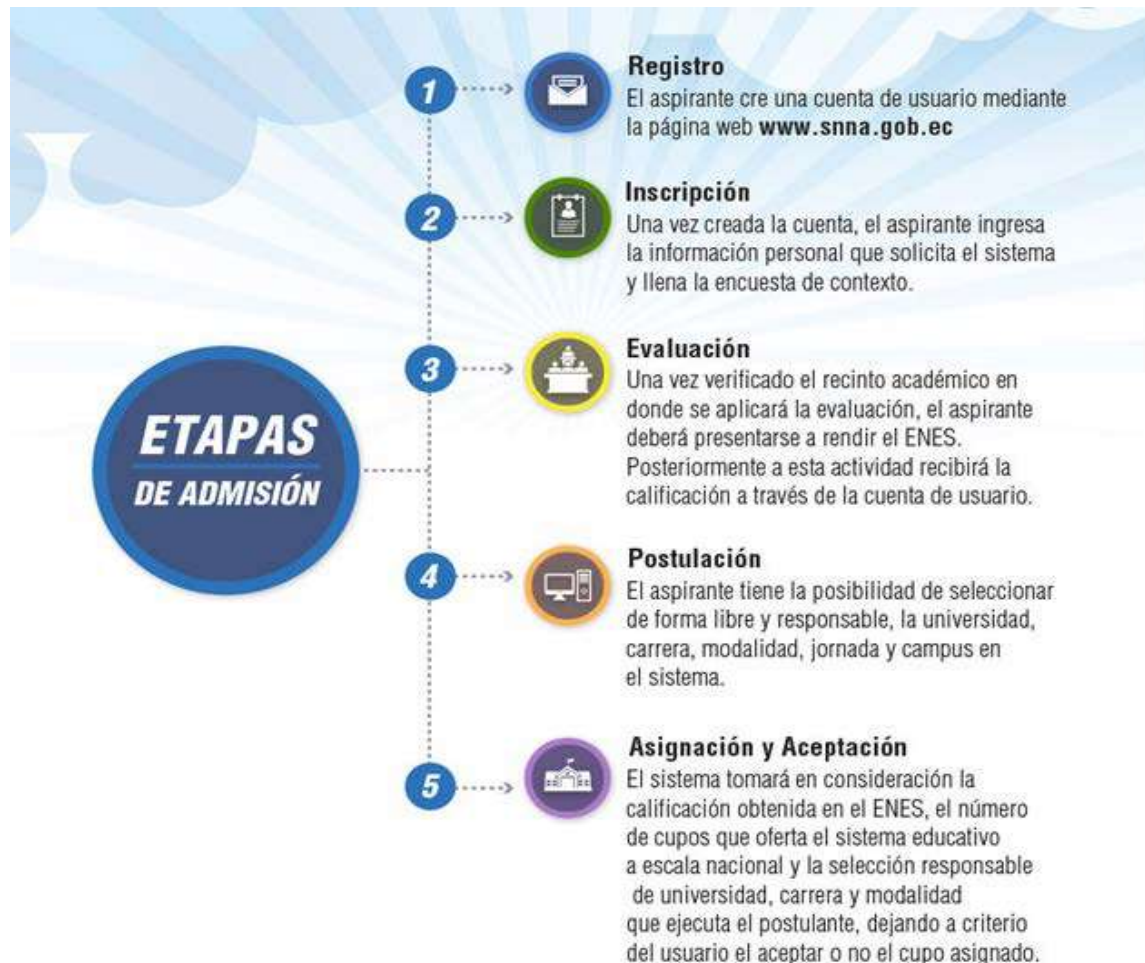 ETAPAS
DE ADMISIÓN
1
Registro
El aspirante cre una cuenta de usuario mediante
la página web www.snna.gob.ec
2
Inscripción
Una vez creada la cuenta, el aspirante ingresa
la información personal que solicita el sistema
y llena la encuesta de contexto.
3
Evaluación
Una vez verificado el recinto académico en
donde se aplicará la evaluación, el aspirante
deberá presentarse a rendir el ENES.
Posteriormente a esta actividad recibirá la
calificación a través de la cuenta de usuario.
4
Postulación
El aspirante tiene la posibilidad de seleccionar
de forma libre y responsable, la universidad,
carrera, modalidad, jornada y campus en
el sistema.
5
Asignación y Aceptación
El sistema tomará en consideración la
calificación obtenida en el ENES, el número
de cupos que oferta el sistema educativo
a escala nacional y la selección responsable
de universidad, carrera y modalidad
que ejecuta el postulante, dejando a criterio
del usuario el aceptar o no el cupo asignado.